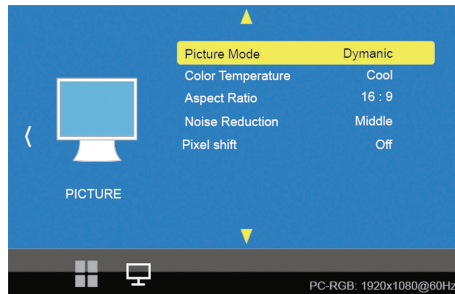 Picture Mode Dymanic
Color Temperature Cool
Aspect Ratio 16 : 9
Noise Reduction Middle
Pixel shift Off
PICTURE
PC-RGB: 1920x1080@60Hz